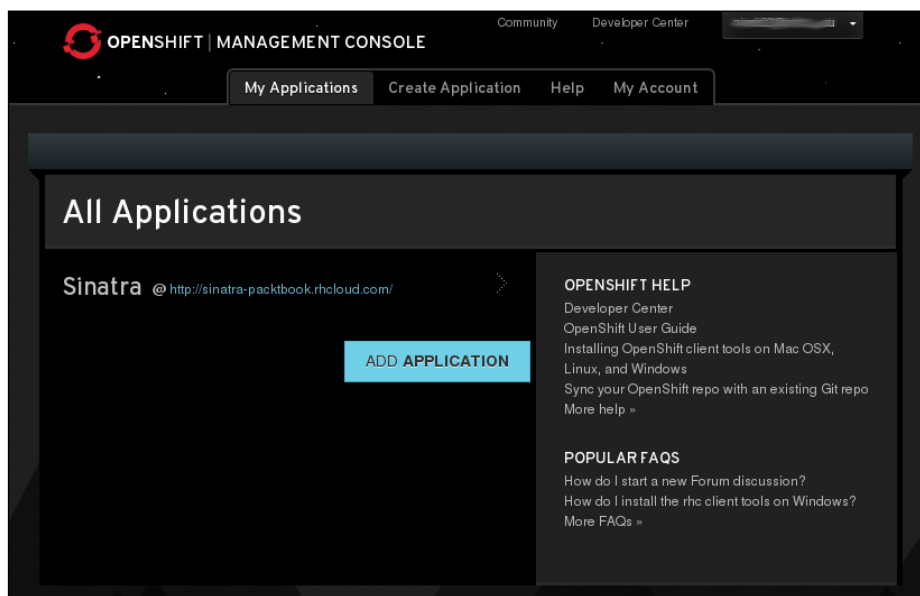 Community Developer Center
OPENSHIFT | MANAGEMENT CONSOLE
My Applications Create Application Help My Account
All Applications
Sinatra @ http://sinatra-packtbook.rhcloud.com/
ADD APPLICATION
OPENSHIFT HELP
Developer Center
OpenShift User Guide
Installing OpenShift client tools on Mac OSX,
Linux, and Windows
Sync your OpenShift repo with an existing Git repo
More help »
POPULAR FAQS
How do I start a new Forum discussion?
How do I install the rhc client tools on Windows?
More FAQs »